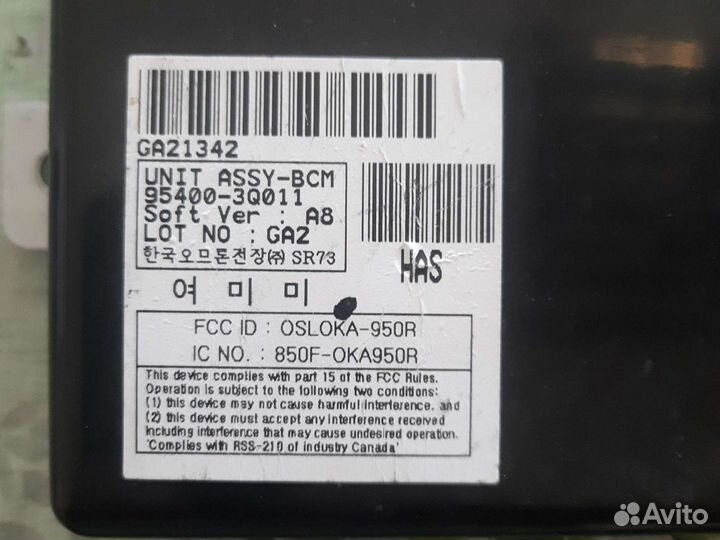 GA21342
UNIT ASSY-BCM
95400-3Q011
Soft Ver : A8
LOT NO : GA2
한국오므론전장㈜ SR73
HAS
여 미 미
FCC ID : OSLOKA-950R
IC NO. : 850F-OKA950R
This device complies with part 15 of the FCC Rules.
Operation is subject to the following two conditions:
(1) this device may not cause harmful interference, and
(2) this device must accept any interference received
including interference that may cause undesired operation.
'Complies with RSS-210 of Industry Canada'
Avito